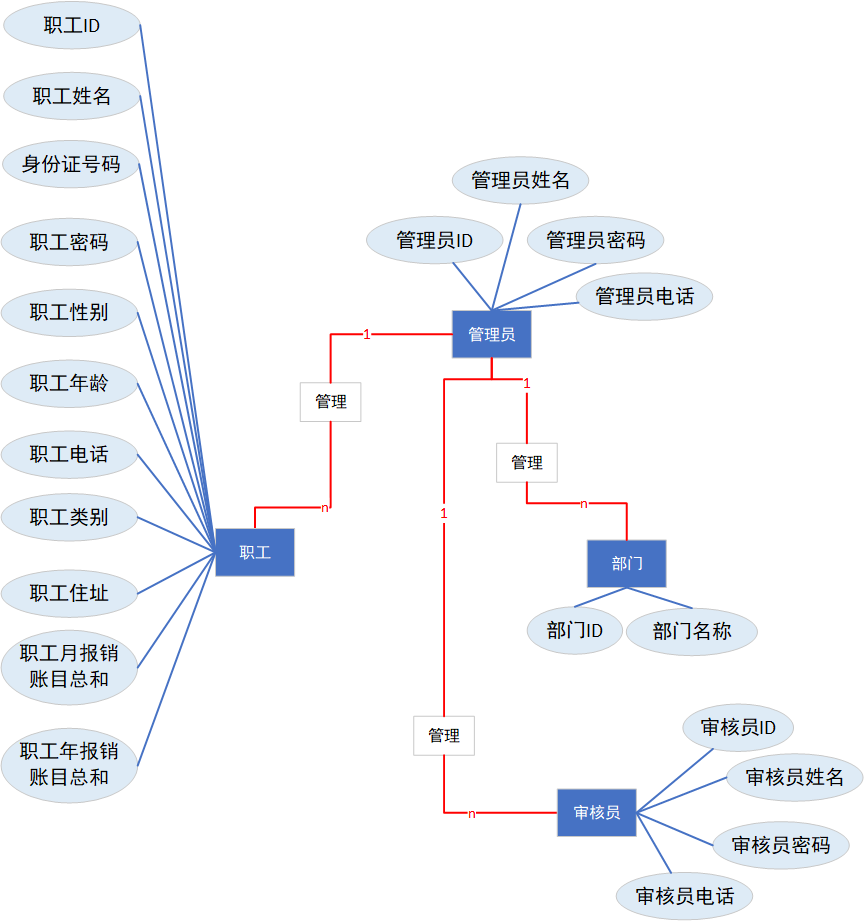 职工ID
职工姓名
身份证号码
职工密码
职工性别
职工年龄
职工电话
职工类别
职工住址
职工月报销
账目总和
职工年报销
账目总和
职工
管理员姓名
管理员ID
管理员密码
管理员电话
管理员
1
管理
n
1
管理
n
1
管理
n
部门
部门ID
部门名称
审核员
审核员ID
审核员姓名
审核员密码
审核员电话